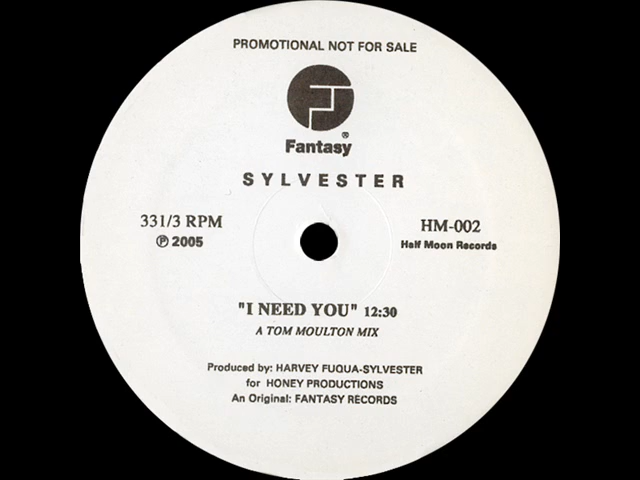 PROMOTIONAL NOT FOR SALE
Fantasy®
SYLVESTER
331/3 RPM
℗ 2005
HM-002
Half Moon Records
"I NEED YOU" 12:30
A TOM MOULTON MIX
Produced by: HARVEY FUQUA-SYLVESTER
for HONEY PRODUCTIONS
An Original: FANTASY RECORDS